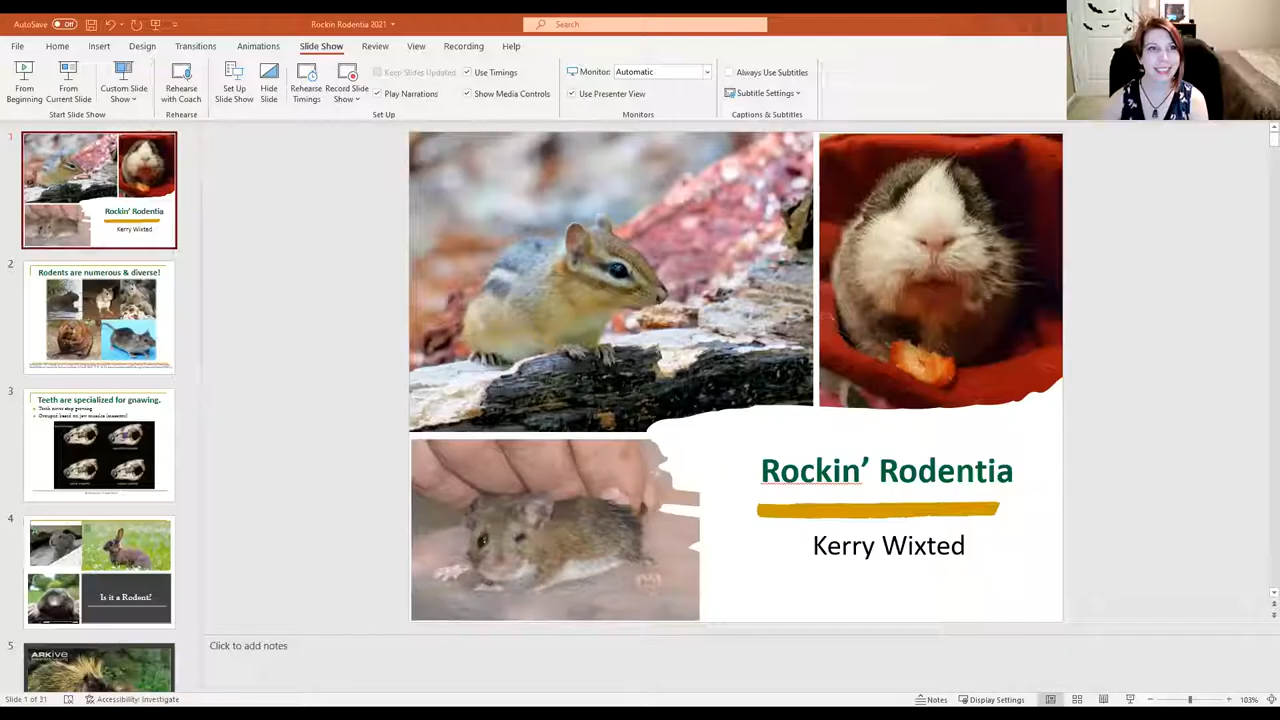 AutoSave Off
Rockin Rodentia 2021
Search
File Home Insert Design Transitions Animations Slide Show Review View Recording Help
From Beginning
From Current Slide
Custom Slide Show
Start Slide Show
Rehearse with Coach
Rehearse
Set Up Slide Show
Hide Slide
Rehearse Timings
Record Slide Show
Keep Slides Updated
Use Timings
Play Narrations
Show Media Controls
Set Up
Monitor: Automatic
Use Presenter View
Monitors
Always Use Subtitles
Subtitle Settings
Captions & Subtitles
1
Rockin' Rodentia
Kerry Wixted
2
Rodents are numerous & diverse!
3
Teeth are specialized for gnawing.
Teeth never stop growing
4
Is it a Rodent?
5
ARKive
Rockin' Rodentia
Kerry Wixted
Click to add notes
Slide 1 of 31
Accessibility: Investigate
Notes
Display Settings
103%